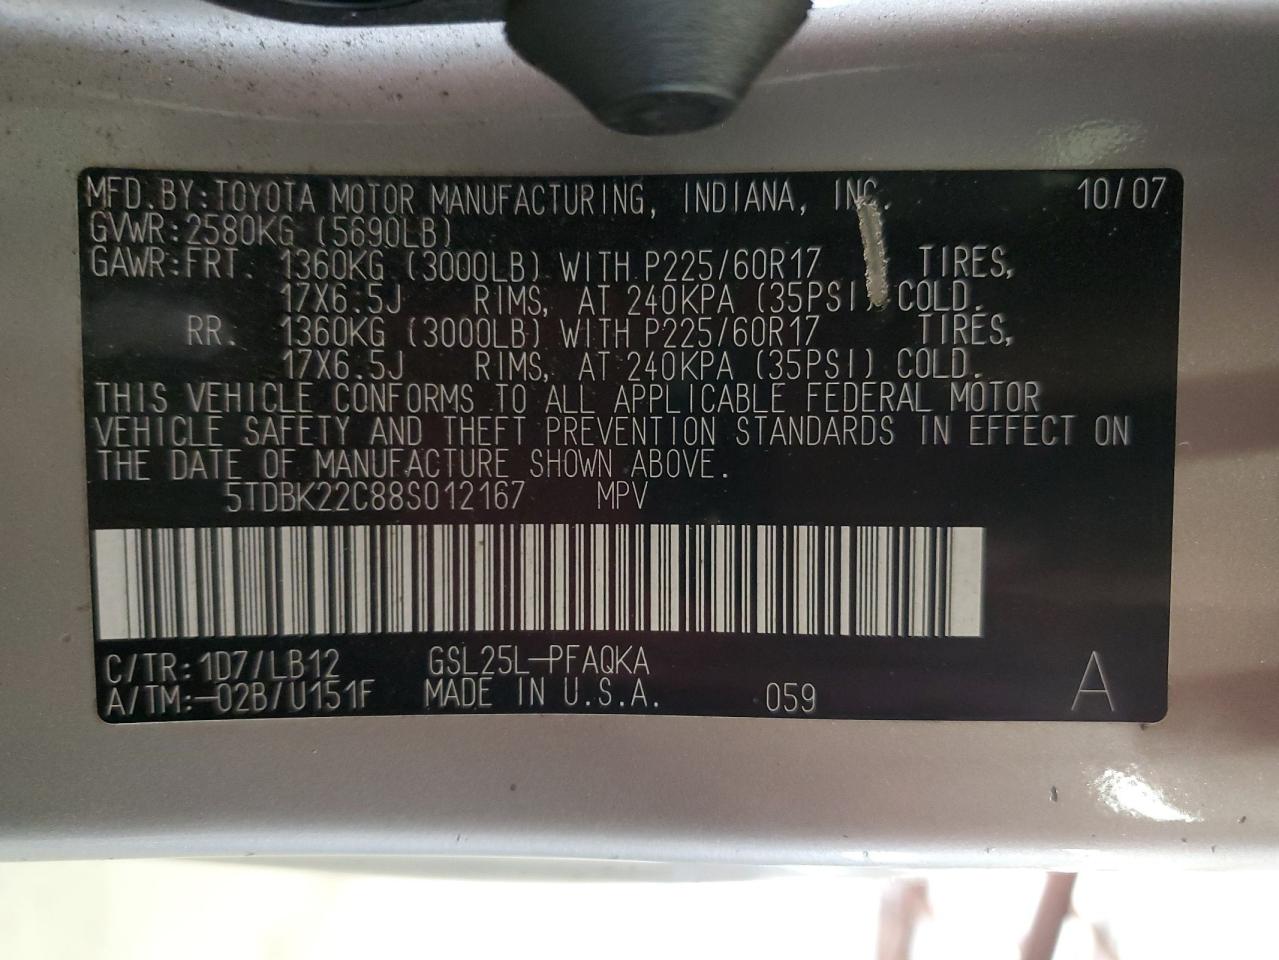 MFD.BY:TOYOTA MOTOR MANUFACTURING, INDIANA, INC. 10/07
GVWR:2580KG (5690LB)
GAWR:FRT. 1360KG (3000LB) WITH P225/60R17 TIRES,
17X6.5J RIMS, AT 240KPA (35PSI) COLD.
RR. 1360KG (3000LB) WITH P225/60R17 TIRES,
17X6.5J RIMS, AT 240KPA (35PSI) COLD.
THIS VEHICLE CONFORMS TO ALL APPLICABLE FEDERAL MOTOR
VEHICLE SAFETY AND THEFT PREVENTION STANDARDS IN EFFECT ON
THE DATE OF MANUFACTURE SHOWN ABOVE.
5TDBK22C88S012167 MPV
C/TR:1D7/LB12 GSL25L-PFAQKA
A/TM:-02B/U151F MADE IN U.S.A. 059 A